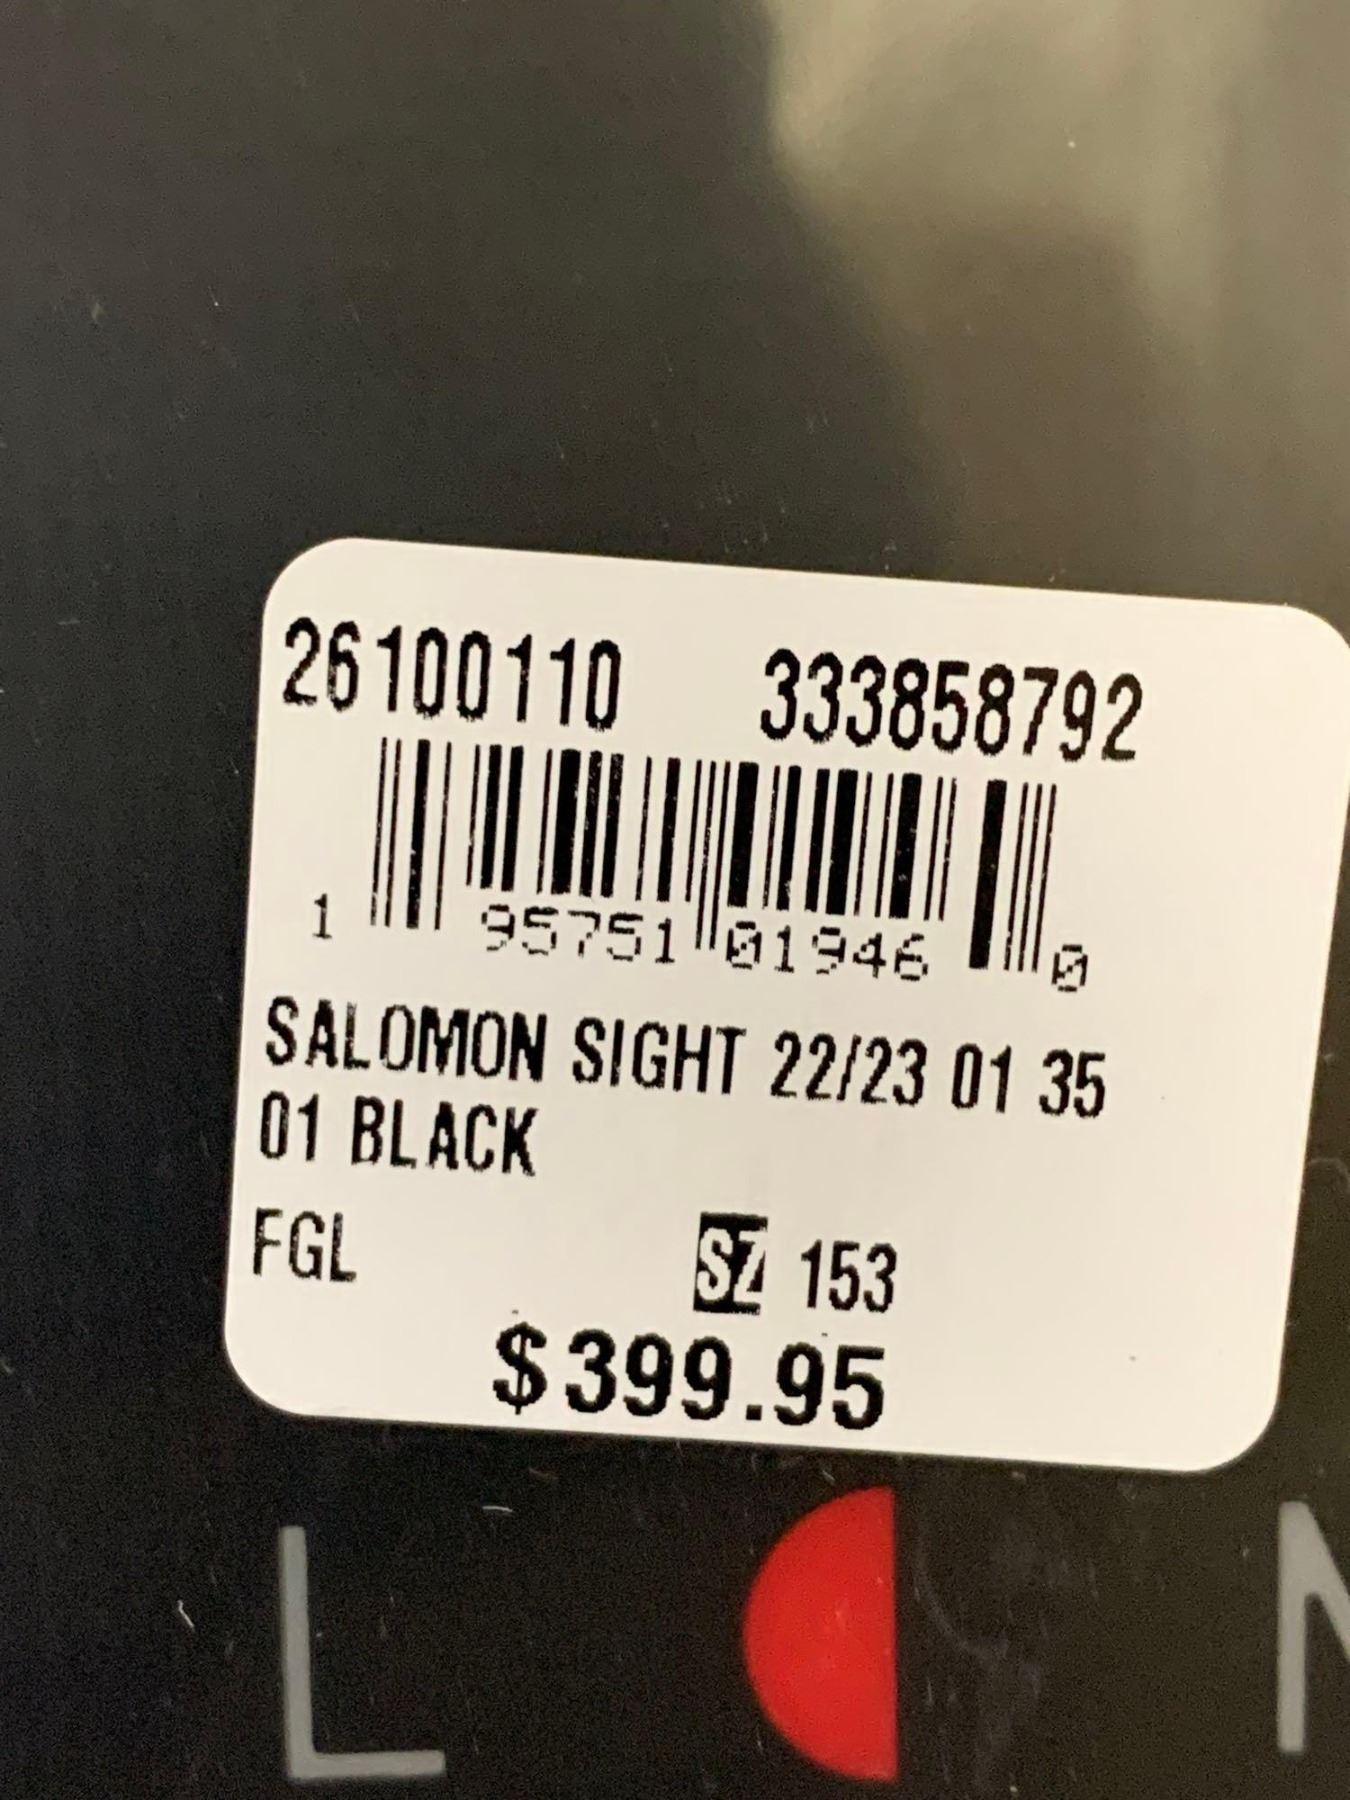 26100110 333858792
1 95751 01946 0
SALOMON SIGHT 22/23 01 35
01 BLACK
FGL SZ 153
$399.95
L N